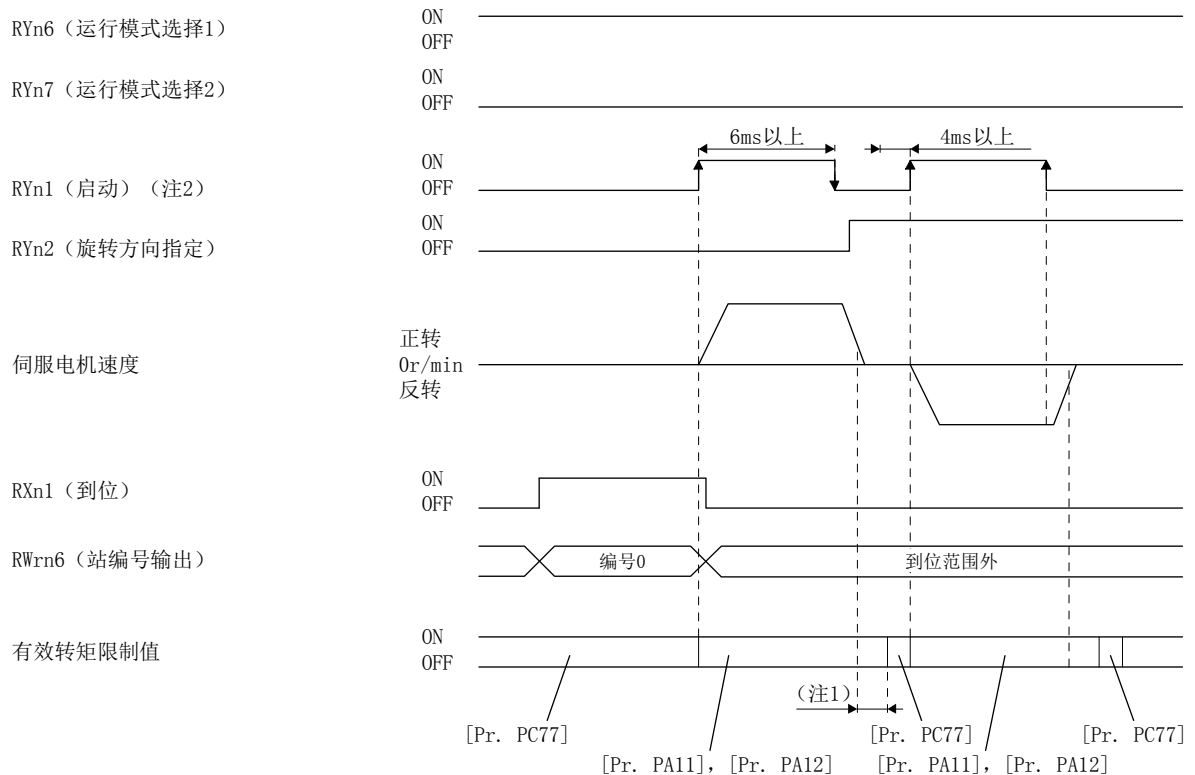 RYn6（运行模式选择1）
ON
OFF
RYn7（运行模式选择2）
ON
OFF
6ms以上
4ms以上
RYn1（启动）（注2）
ON
OFF
RYn2（旋转方向指定）
ON
OFF
伺服电机速度
正转
0r/min
反转
RXn1（到位）
ON
OFF
RWrn6（站编号输出）
编号0
到位范围外
有效转矩限制值
ON
OFF
（注1）
[Pr. PC77]
[Pr. PC77]
[Pr. PC77]
[Pr. PA11], [Pr. PA12]
[Pr. PA11], [Pr. PA12]